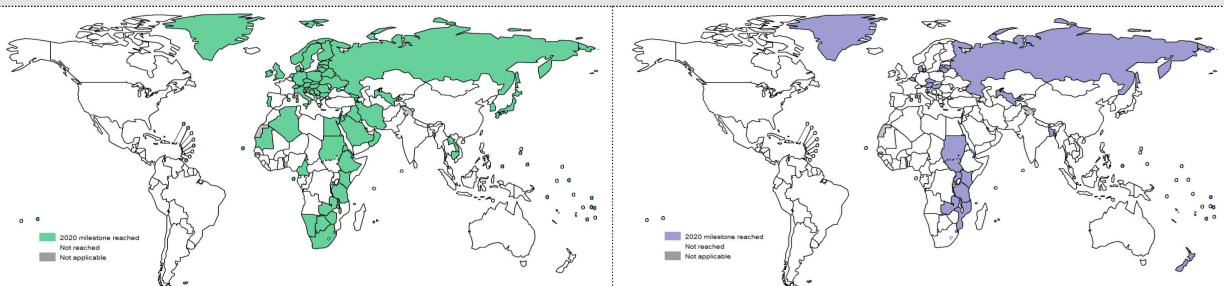 2020 milestone reached
Not reached
Not applicable
2020 milestone reached
Not reached
Not applicable